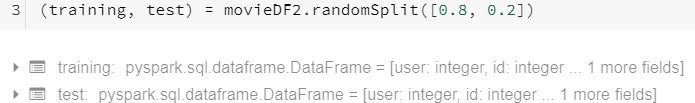 3 (training, test) = movieDF2.randomSplit([0.8, 0.2])
training: pyspark.sql.dataframe.DataFrame = [user: integer, id: integer ... 1 more fields]
test: pyspark.sql.dataframe.DataFrame = [user: integer, id: integer ... 1 more fields]